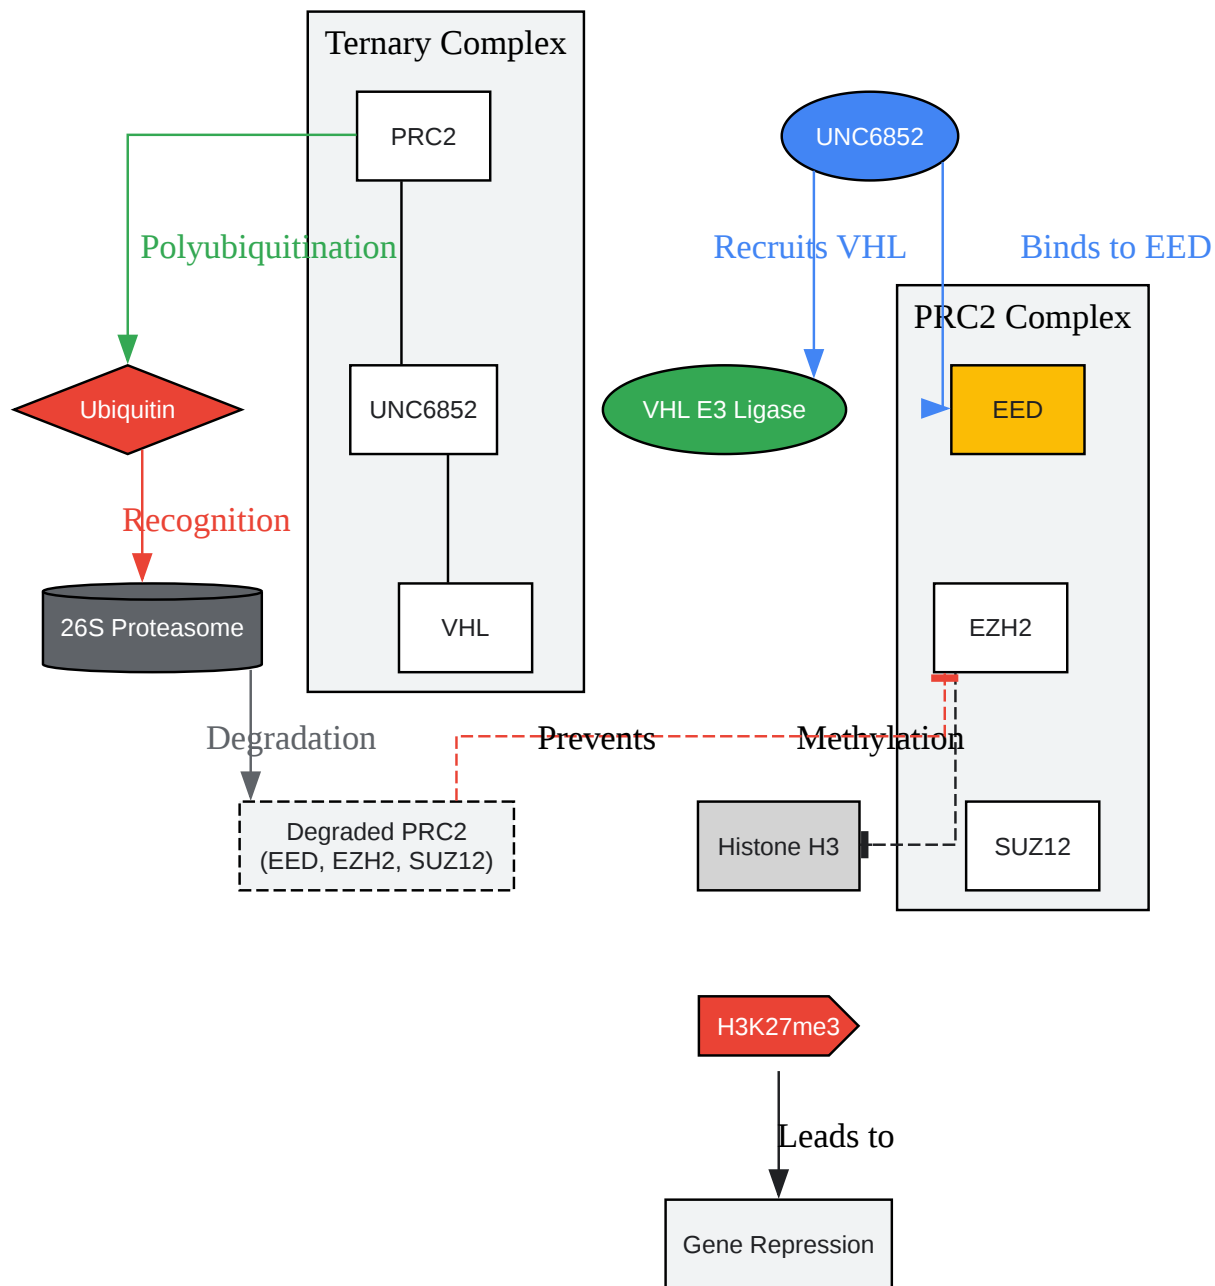 Ternary Complex
PRC2
UNC6852
Polyubiquitination
Recruits VHL
Binds to EED
PRC2 Complex
Ubiquitin
UNC6852
VHL E3 Ligase
EED
Recognition
26S Proteasome
VHL
EZH2
Degradation
Prevents
Methylation
Degraded PRC2
(EED, EZH2, SUZ12)
Histone H3
SUZ12
H3K27me3
Leads to
Gene Repression